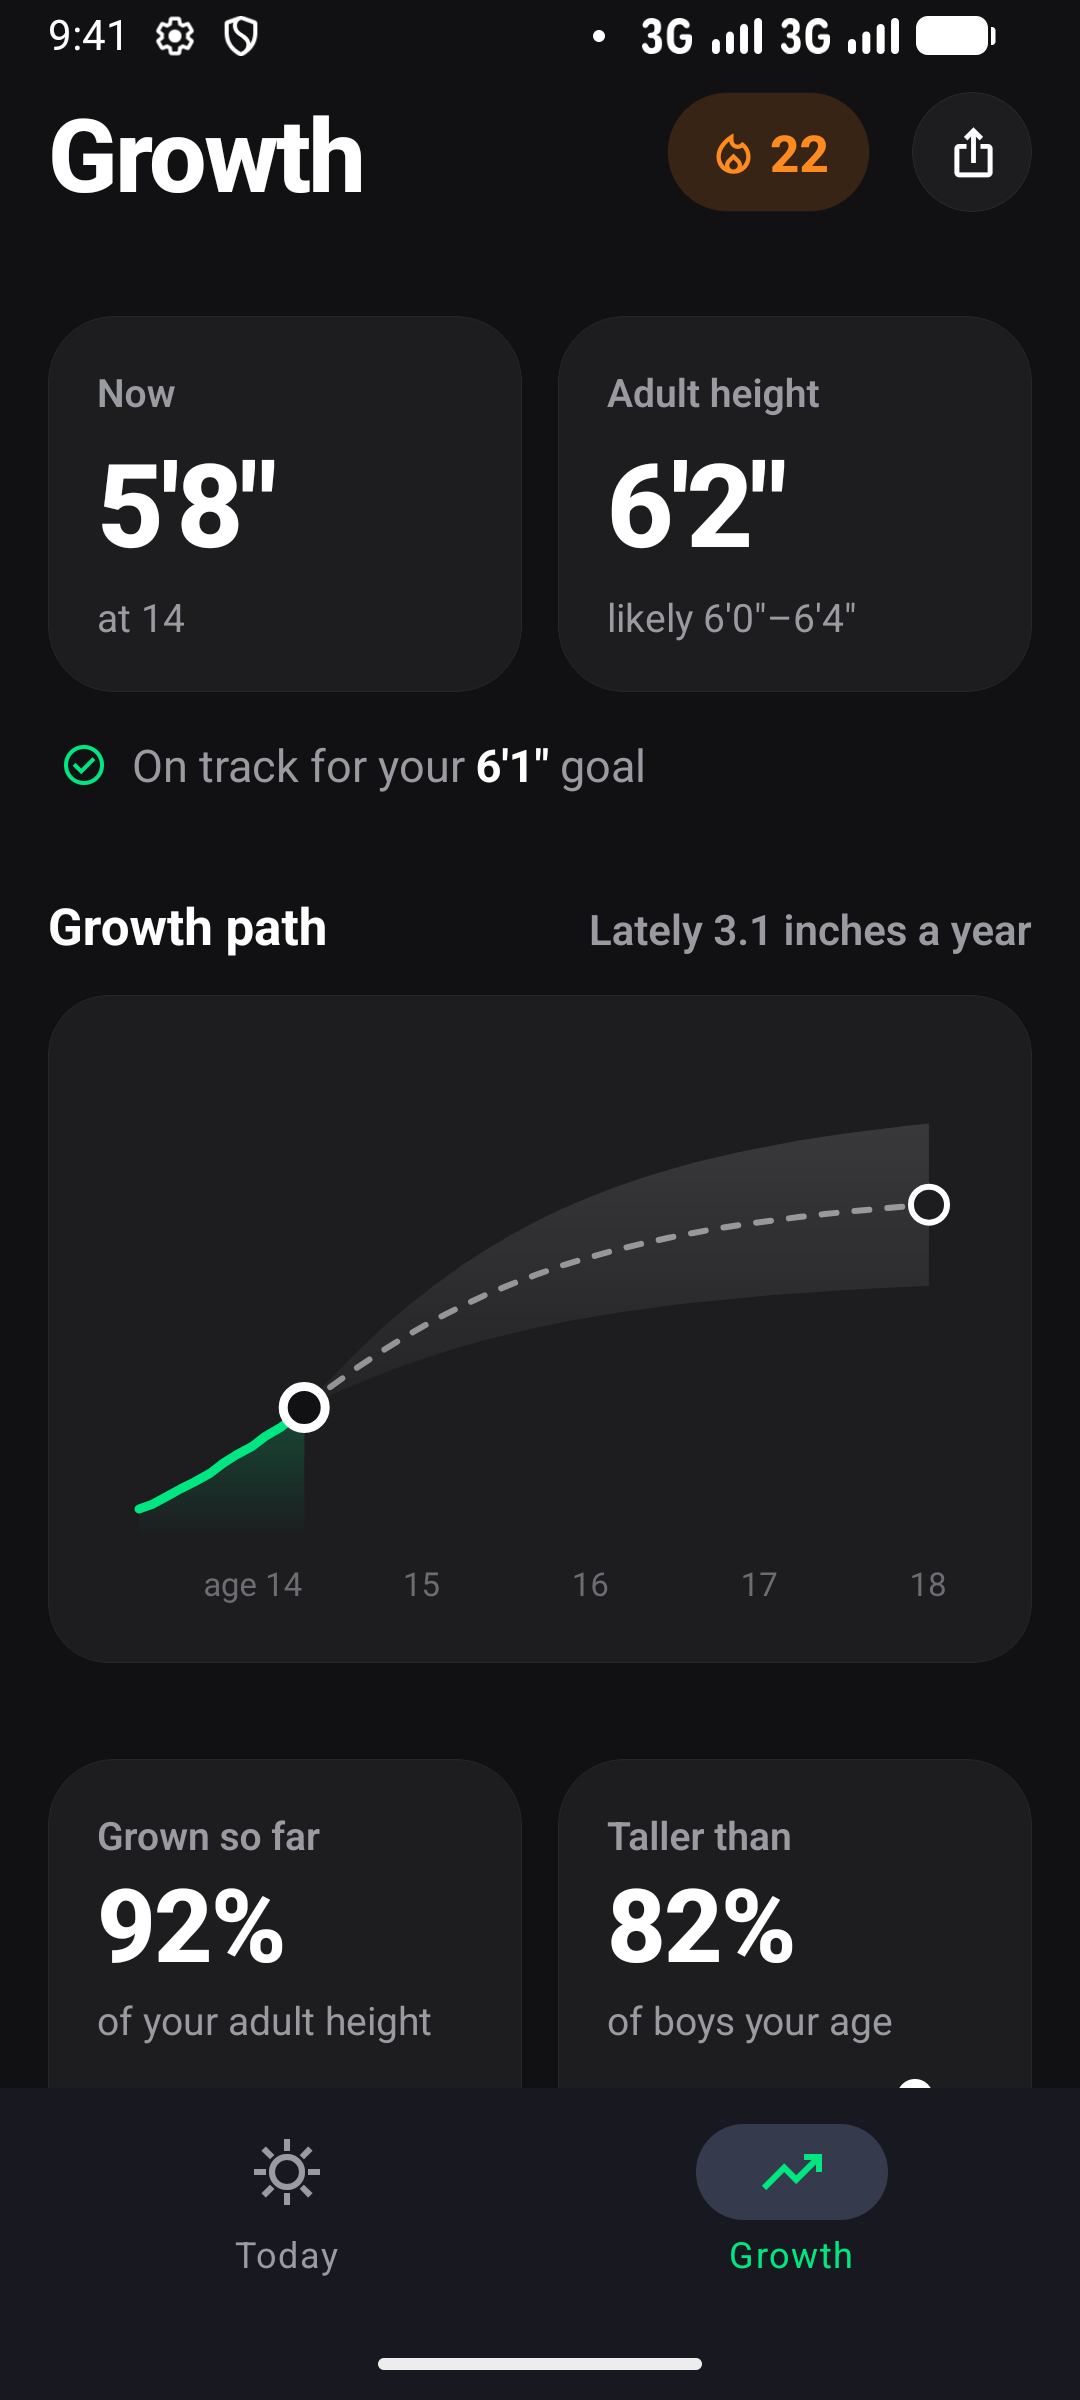 9:41
3G 3G
Growth
22
Now
5'8"
at 14
Adult height
6'2"
likely 6'0"–6'4"
On track for your 6'1" goal
Growth path
Lately 3.1 inches a year
age 14 15 16 17 18
Grown so far
92%
of your adult height
Taller than
82%
of boys your age
Today
Growth